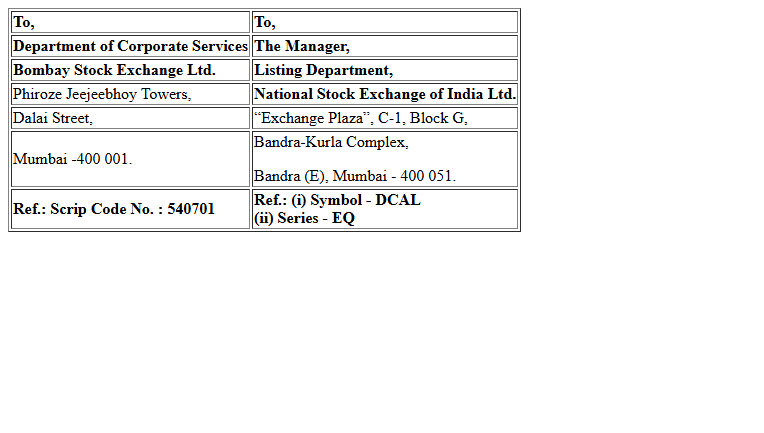 To,
To,
Department of Corporate Services
The Manager,
Bombay Stock Exchange Ltd.
Listing Department,
Phiroze Jeejeebhoy Towers,
National Stock Exchange of India Ltd.
Dalai Street,
“Exchange Plaza”, C-1, Block G,
Mumbai -400 001.
Bandra-Kurla Complex,
Bandra (E), Mumbai - 400 051.
Ref.: Scrip Code No. : 540701
Ref.: (i) Symbol - DCAL
(ii) Series - EQ